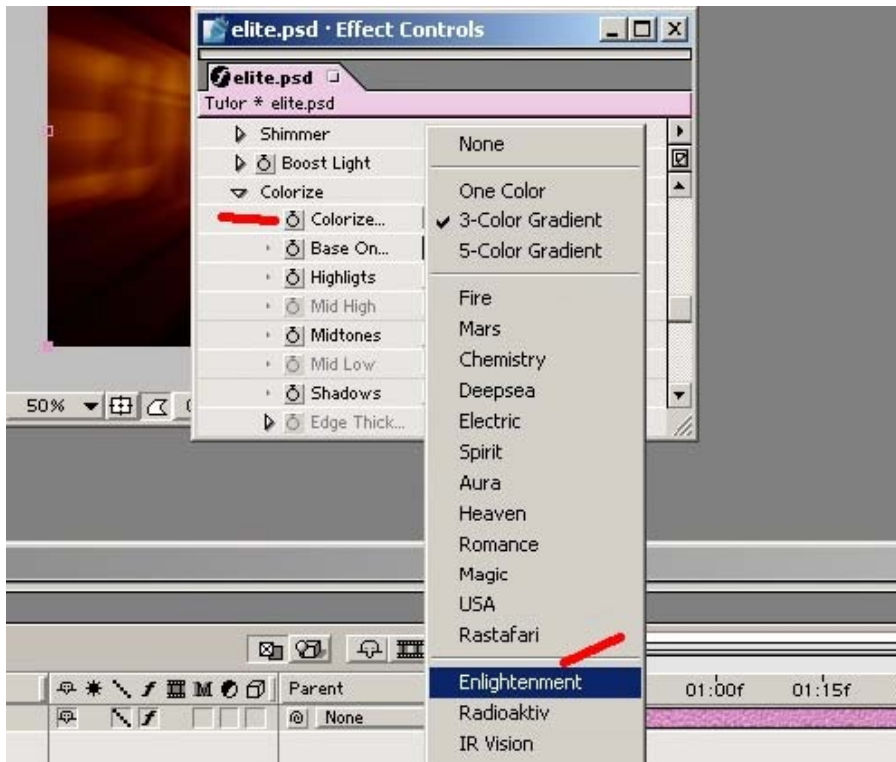 elite.psd · Effect Controls
elite.psd
Tutor * elite.psd
Shimmer
Boost Light
Colorize
Colorize...
Base On...
Highligts
Mid High
Midtones
Mid Low
Shadows
Edge Thick...
None
One Color
3-Color Gradient
5-Color Gradient
Fire
Mars
Chemistry
Deepsea
Electric
Spirit
Aura
Heaven
Romance
Magic
USA
Rastafari
Enlightenment
Radioaktiv
IR Vision
50%
M
Parent
01:00f 01:15f
None